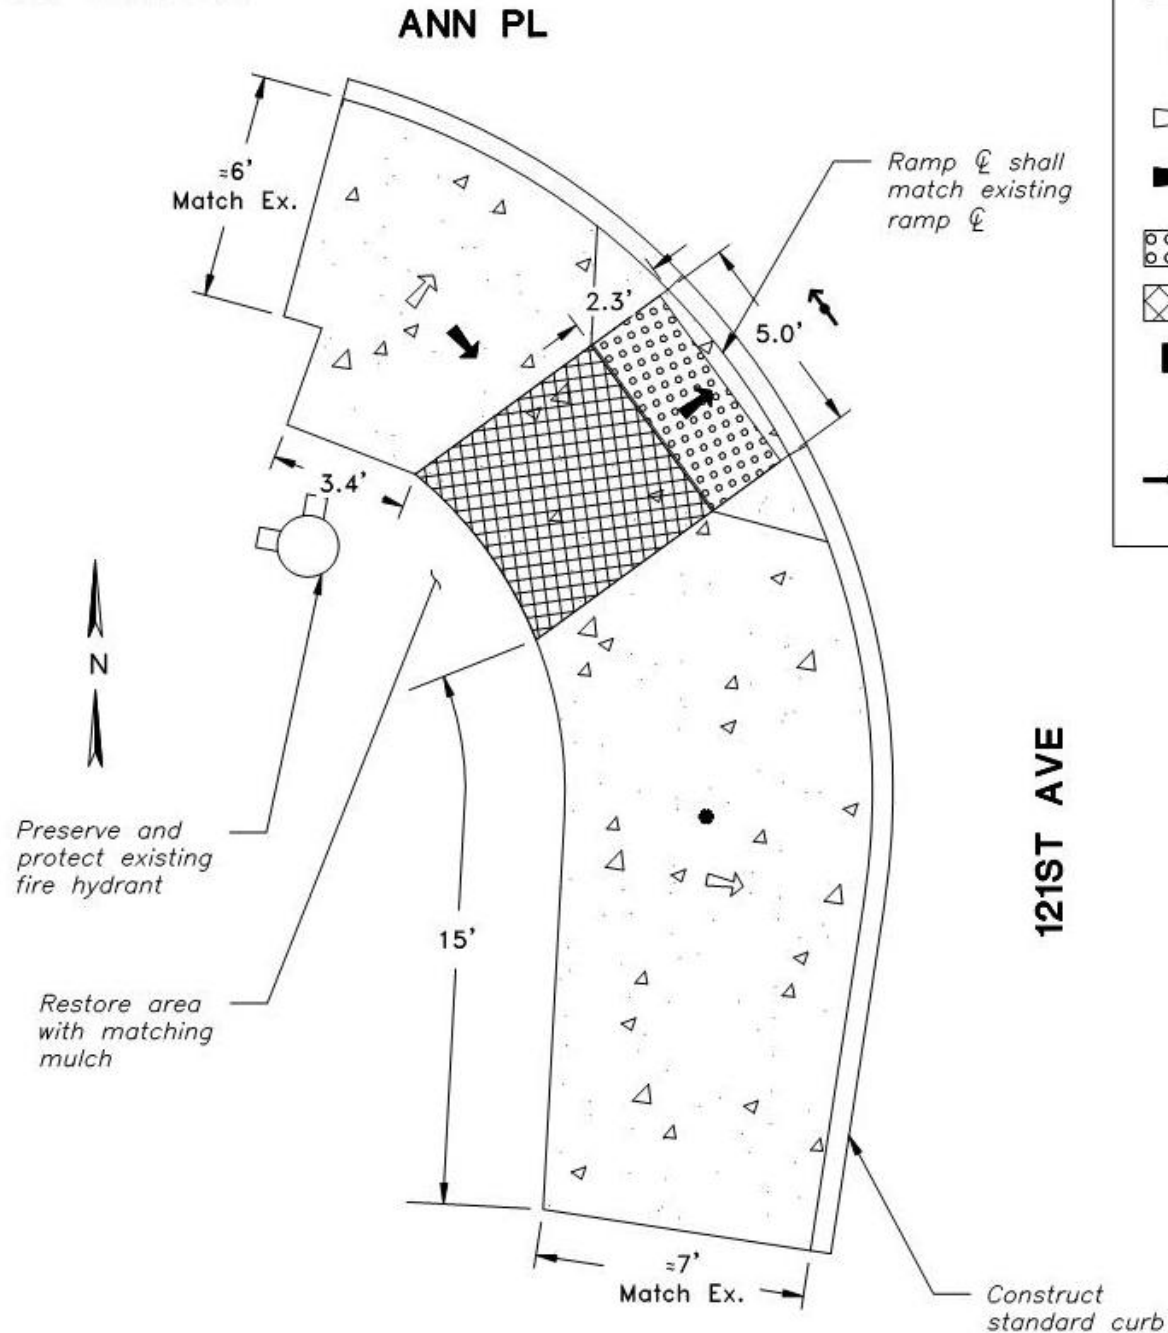 ANN PL
≈6'
Match Ex.
Ramp ℄ shall
match existing
ramp ℄
2.3'
5.0'
3.4'
N
Preserve and
protect existing
fire hydrant
121ST AVE
15'
Restore area
with matching
mulch
≈7'
Match Ex.
Construct
standard curb